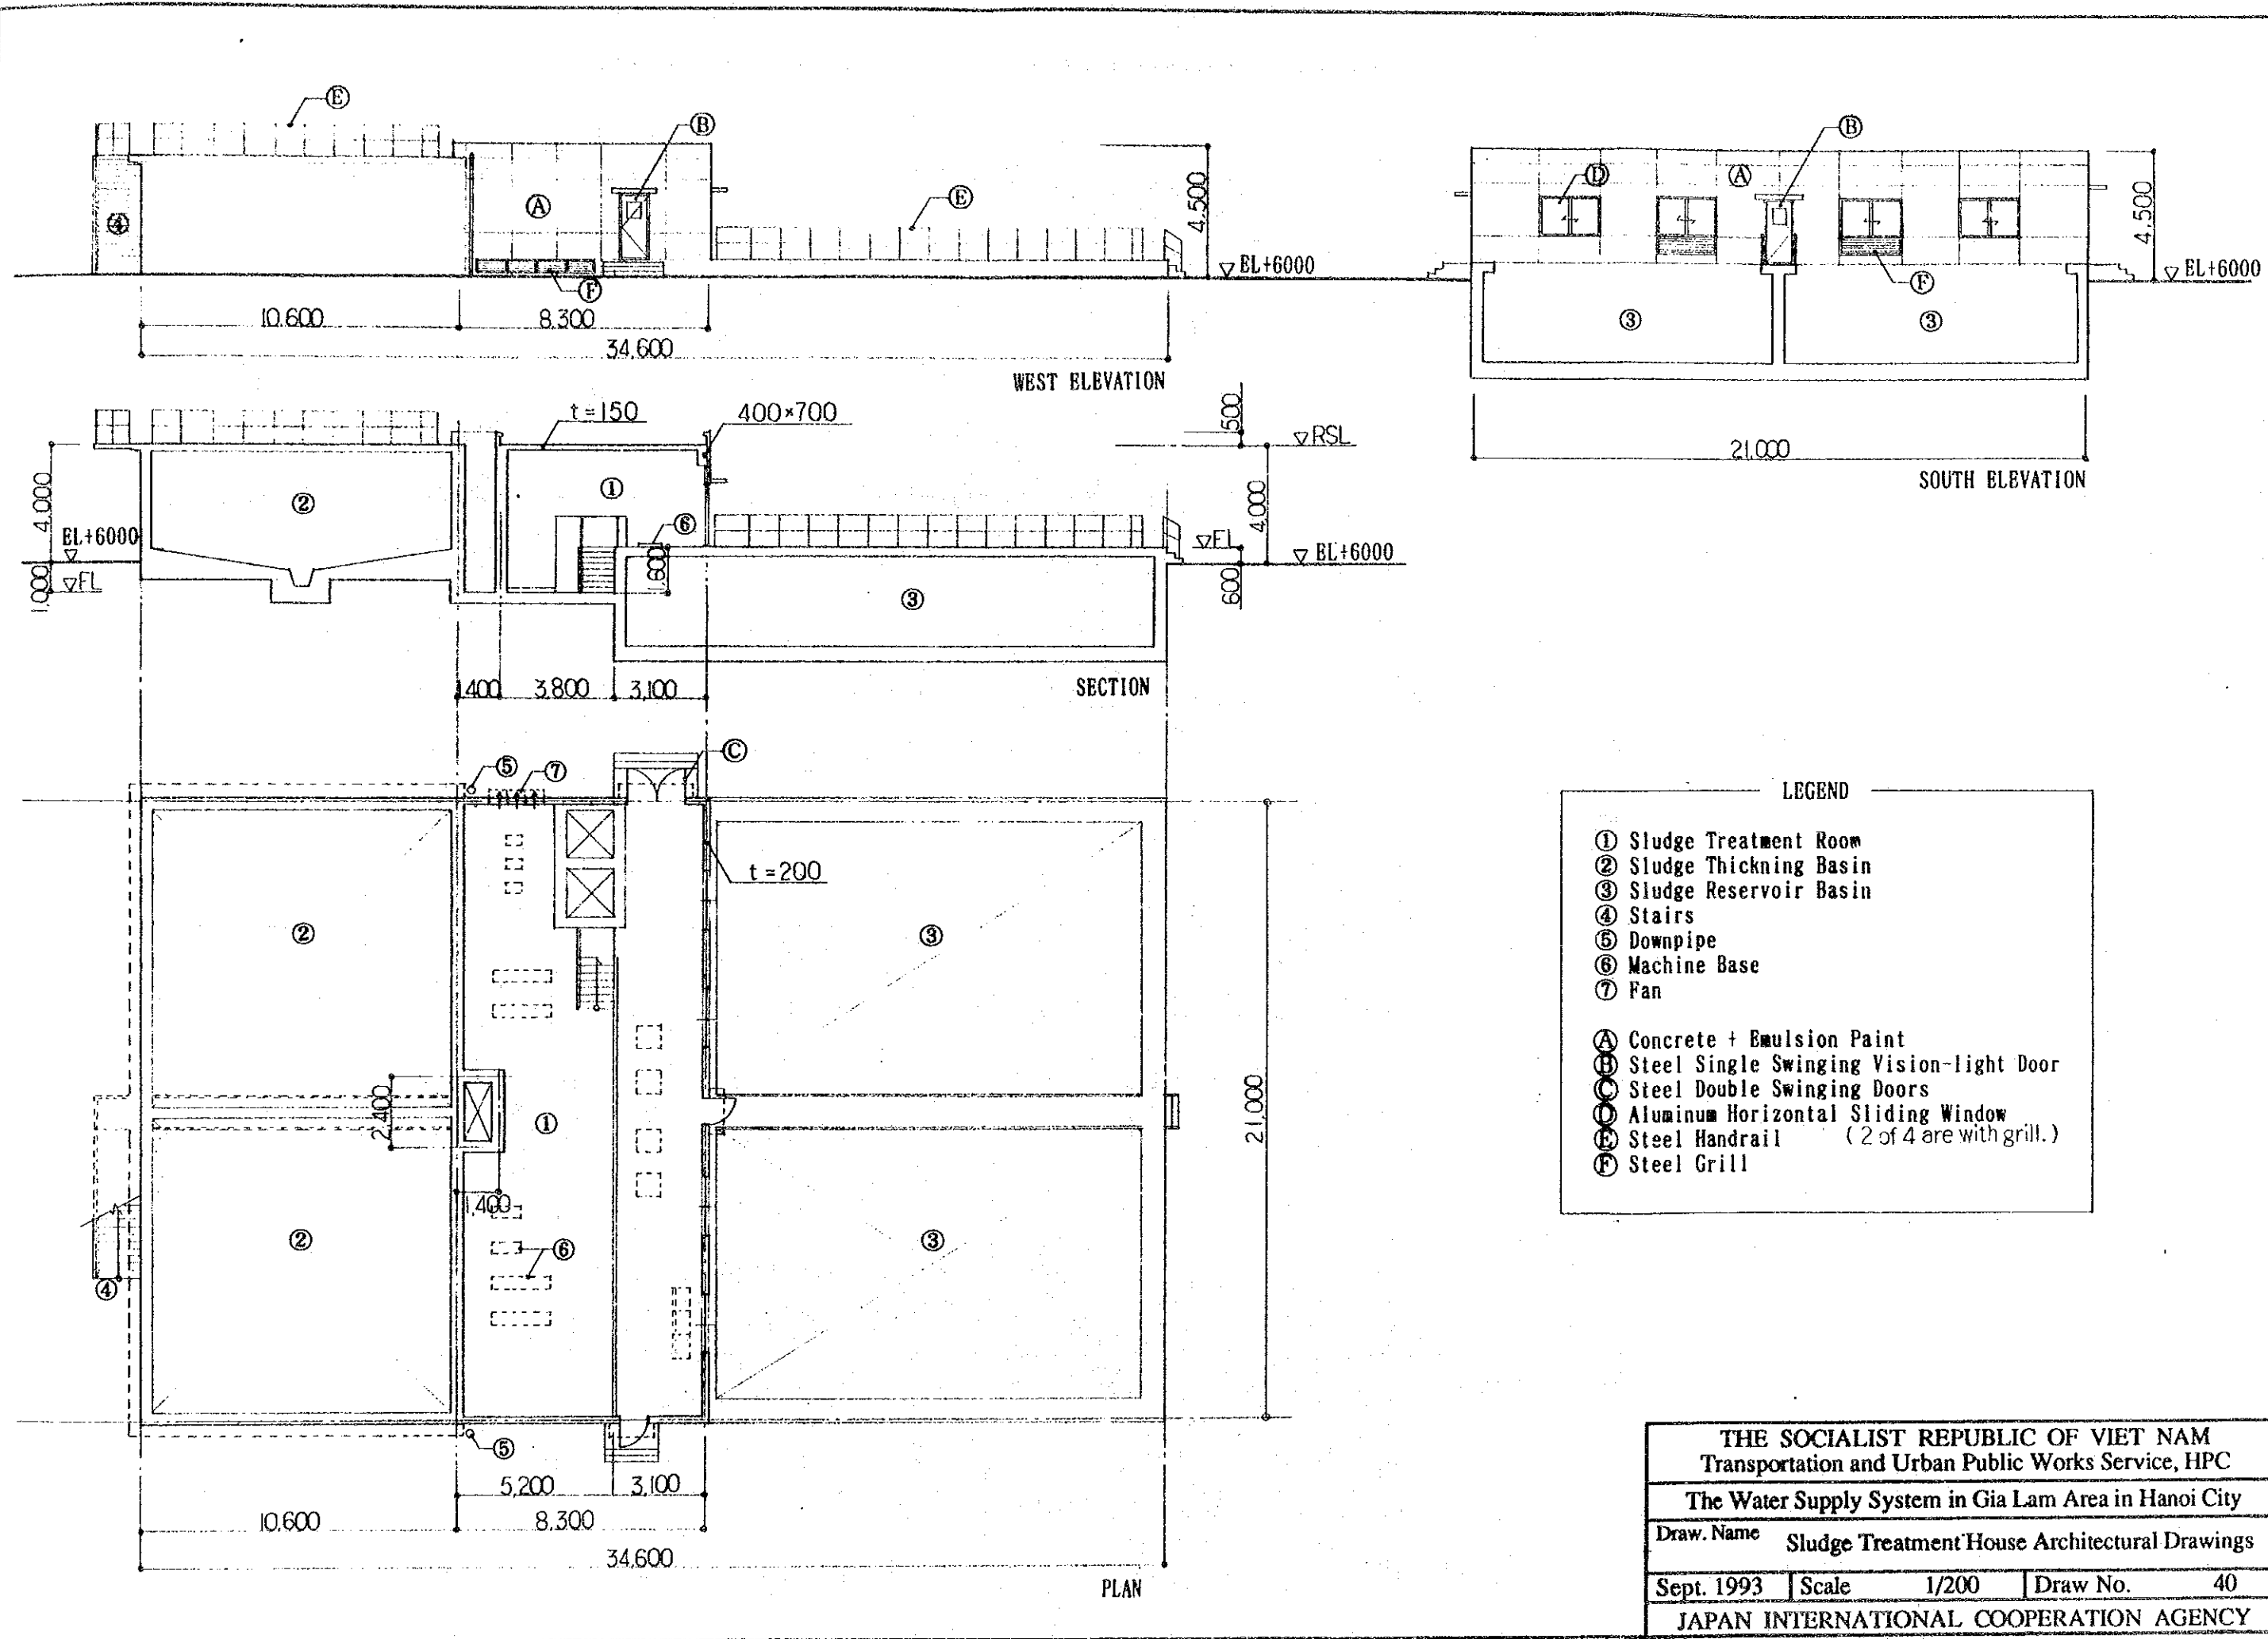 Ⓔ
Ⓑ
Ⓐ
④
Ⓔ
Ⓕ
4,500
▽ EL+6000
10,600
8,300
34,600
WEST ELEVATION
Ⓑ
Ⓓ
Ⓐ
Ⓕ
③
③
4,500
▽ EL+6000
21,000
SOUTH ELEVATION
t=150
400×700
500
▽RSL
4,000
EL+6000
▽
1,000
▽FL
②
①
⑥
1,600
③
4,000
▽FL
▽ EL+6000
600
1,400
3,800
3,100
SECTION
⑤
⑦
Ⓒ
t=200
②
③
2,400
①
1,400
⑥
②
③
④
⑤
21,000
5,200
3,100
10,600
8,300
34,600
PLAN
LEGEND
① Sludge Treatment Room
② Sludge Thickning Basin
③ Sludge Reservoir Basin
④ Stairs
⑤ Downpipe
⑥ Machine Base
⑦ Fan
Ⓐ Concrete + Emulsion Paint
Ⓑ Steel Single Swinging Vision-light Door
Ⓒ Steel Double Swinging Doors
Ⓓ Aluminum Horizontal Sliding Window
Ⓔ Steel Handrail (2 of 4 are with grill.)
Ⓕ Steel Grill
THE SOCIALIST REPUBLIC OF VIET NAM
Transportation and Urban Public Works Service, HPC
The Water Supply System in Gia Lam Area in Hanoi City
Draw. Name Sludge Treatment House Architectural Drawings
Sept. 1993 Scale 1/200 Draw No. 40
JAPAN INTERNATIONAL COOPERATION AGENCY